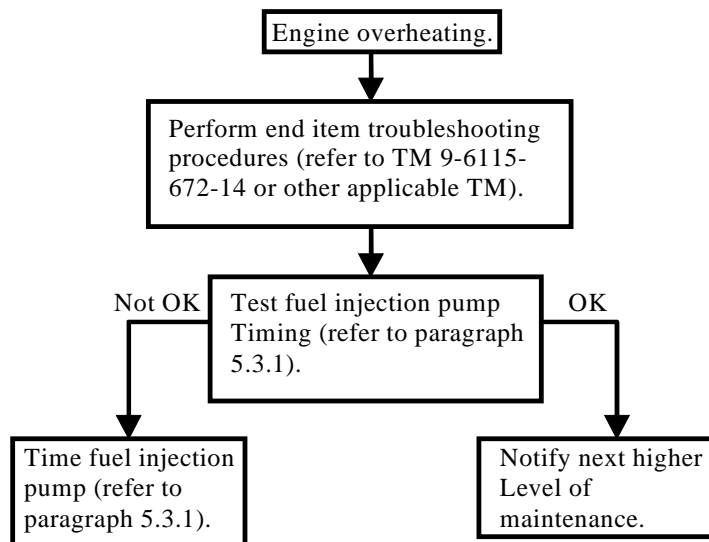 Engine overheating.
Perform end item troubleshooting
procedures (refer to TM 9-6115-
672-14 or other applicable TM).
Not OK
Test fuel injection pump
Timing (refer to paragraph
5.3.1).
OK
Time fuel injection
pump (refer to
paragraph 5.3.1).
Notify next higher
Level of
maintenance.